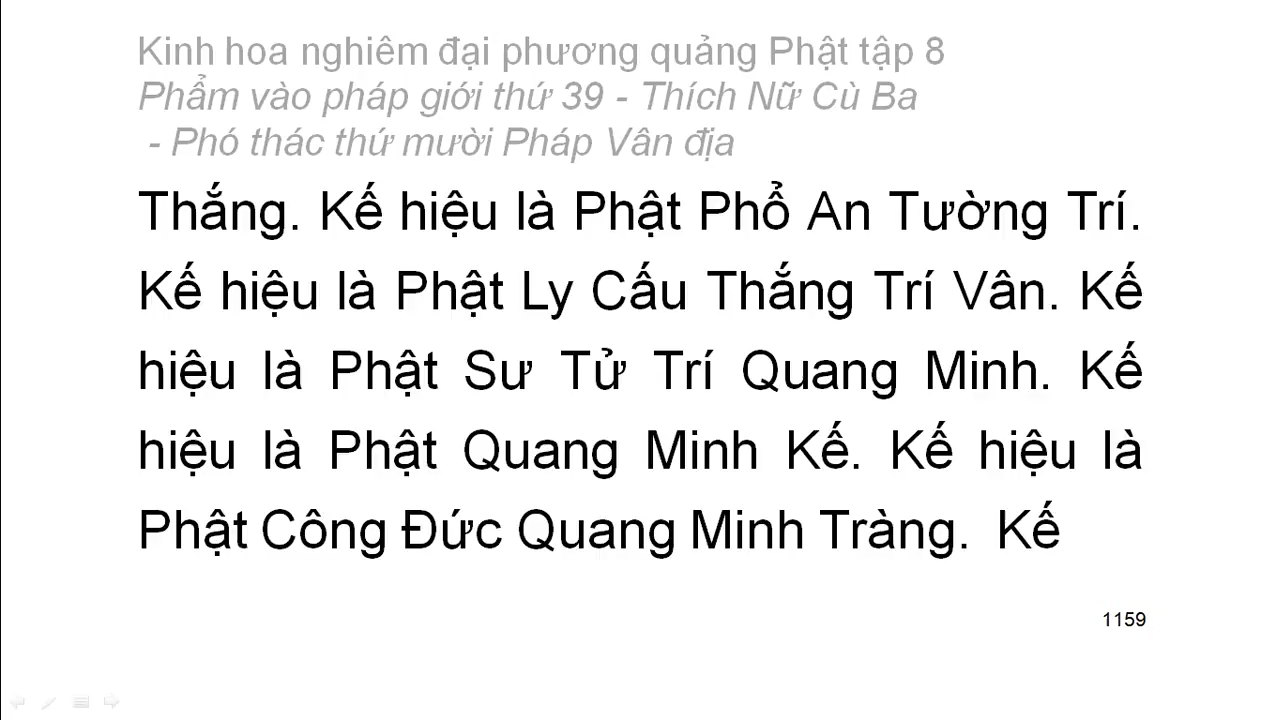 Kinh hoa nghiêm đại phương quảng Phật tập 8
Phẩm vào pháp giới thứ 39 - Thích Nữ Cù Ba
- Phó thác thứ mười Pháp Vân địa
Thắng. Kế hiệu là Phật Phổ An Tường Trí.
Kế hiệu là Phật Ly Cấu Thắng Trí Vân. Kế
hiệu là Phật Sư Tử Trí Quang Minh. Kế
hiệu là Phật Quang Minh Kế. Kế hiệu là
Phật Công Đức Quang Minh Tràng. Kế
1159